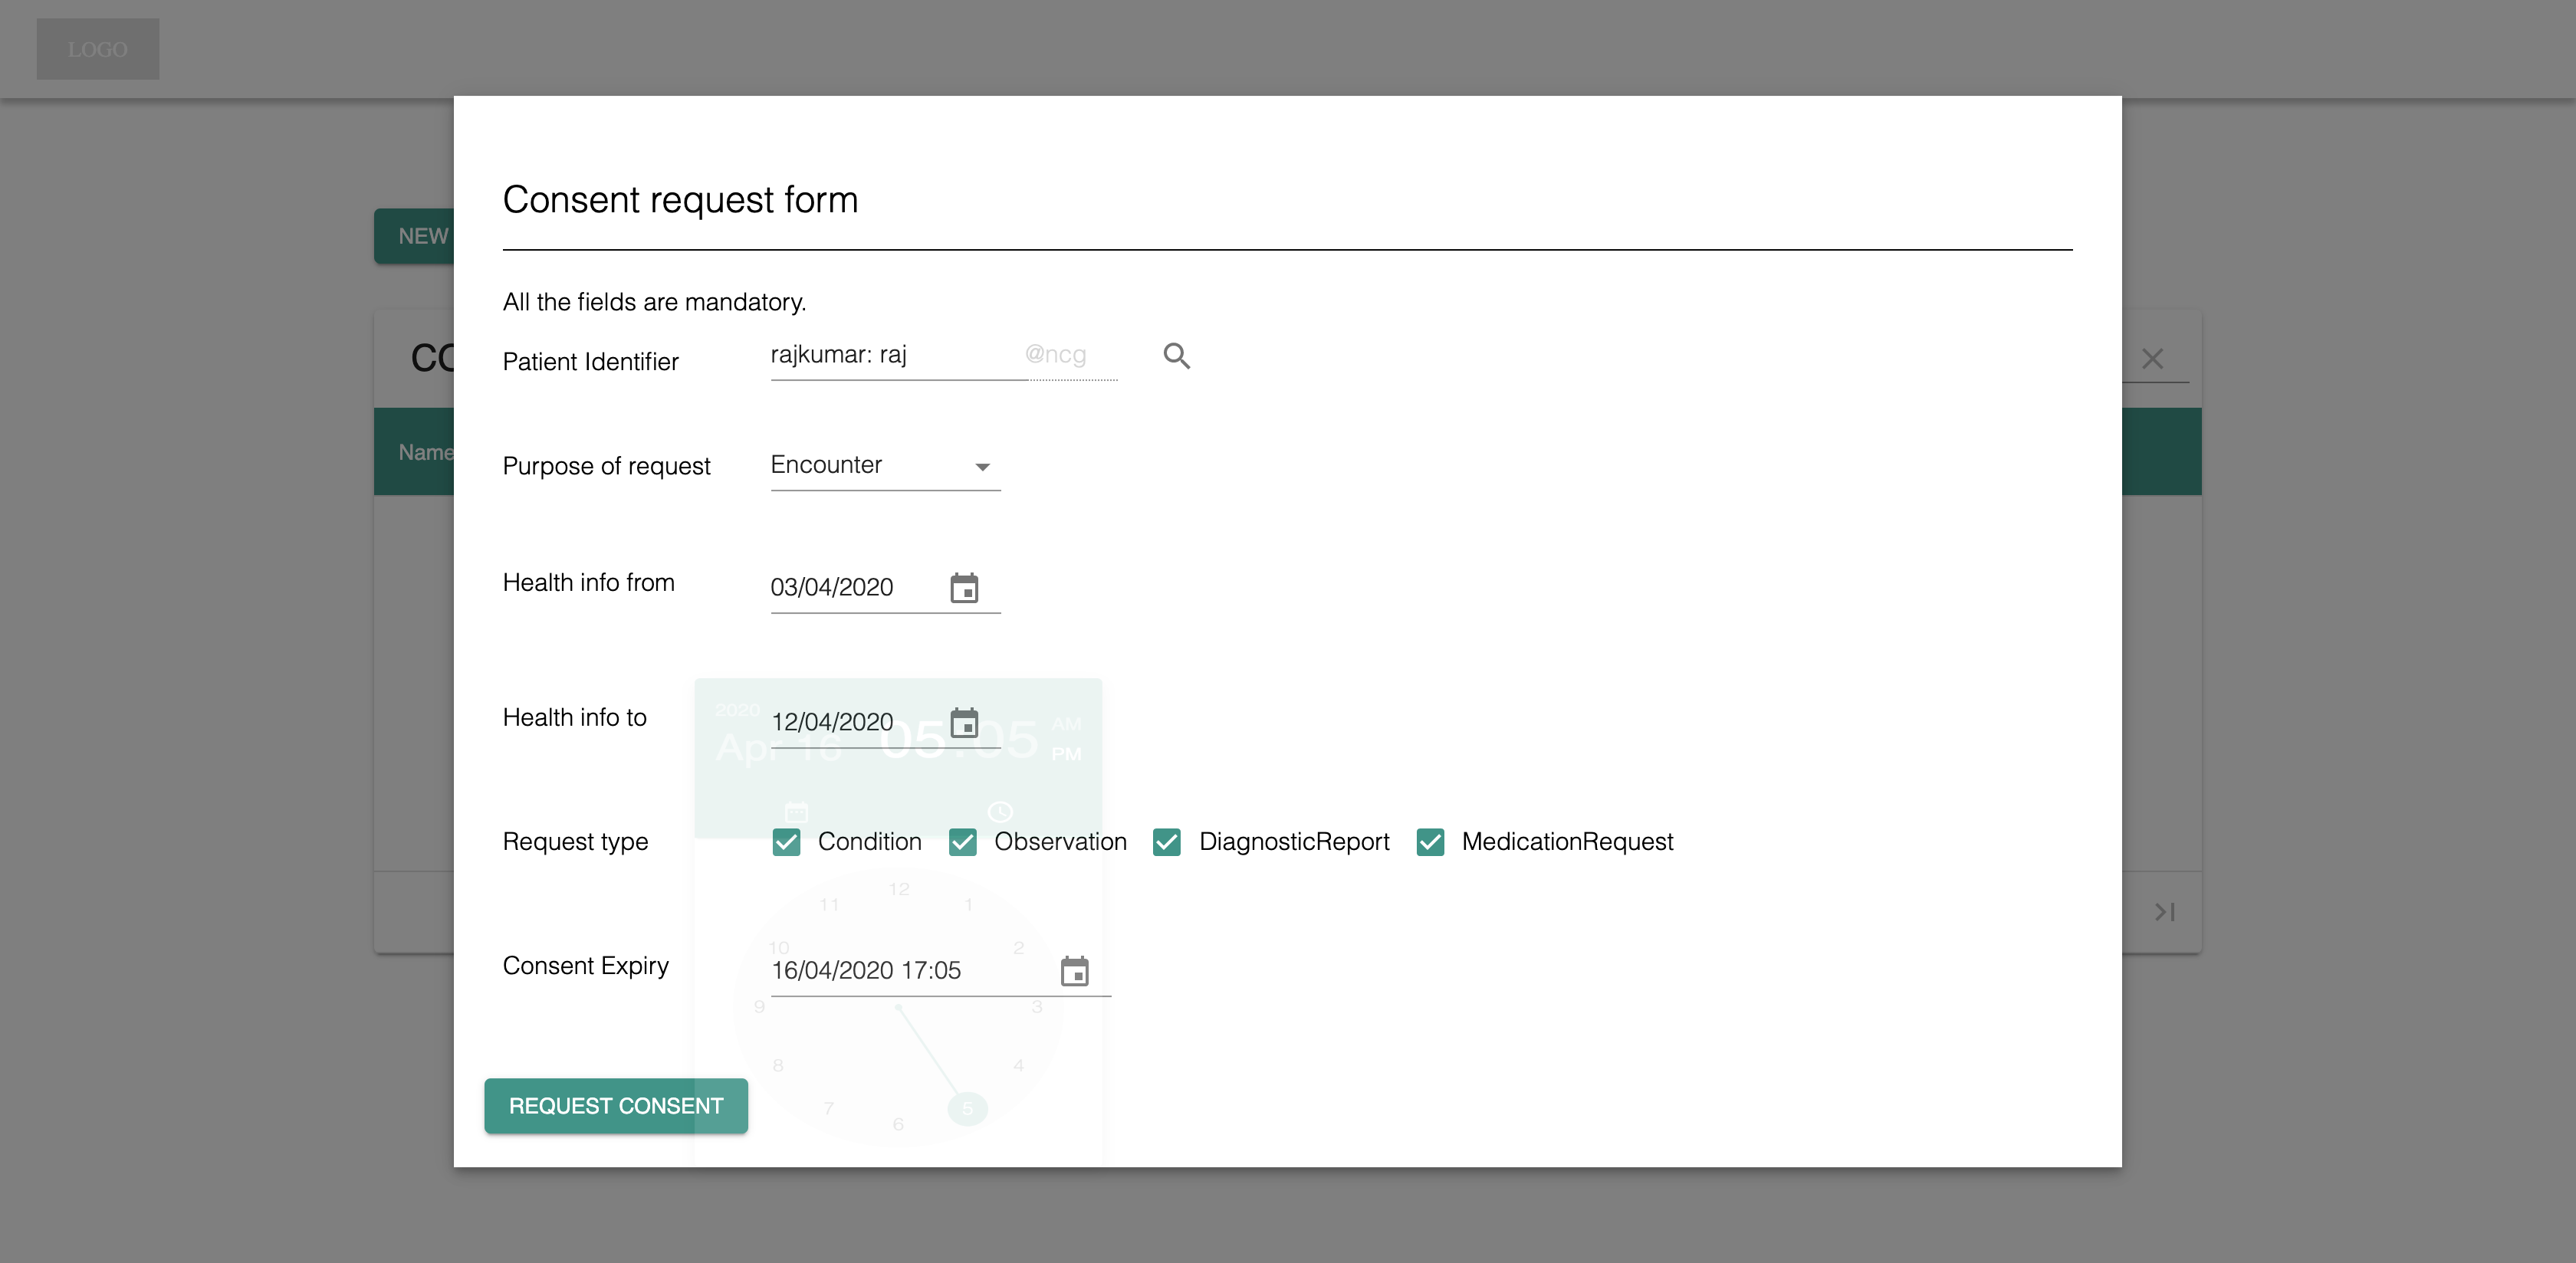 LOGO
NEW
CO
Name
Consent request form
All the fields are mandatory.
Patient Identifier rajkumar: raj @ncg
Purpose of request Encounter
Health info from 03/04/2020
Health info to 12/04/2020
2020
Apr 16 05:05 AM
PM
Request type Condition Observation DiagnosticReport MedicationRequest
12
11 1
10 2
Consent Expiry 16/04/2020 17:05
9 3
8 4
REQUEST CONSENT
7 5
6